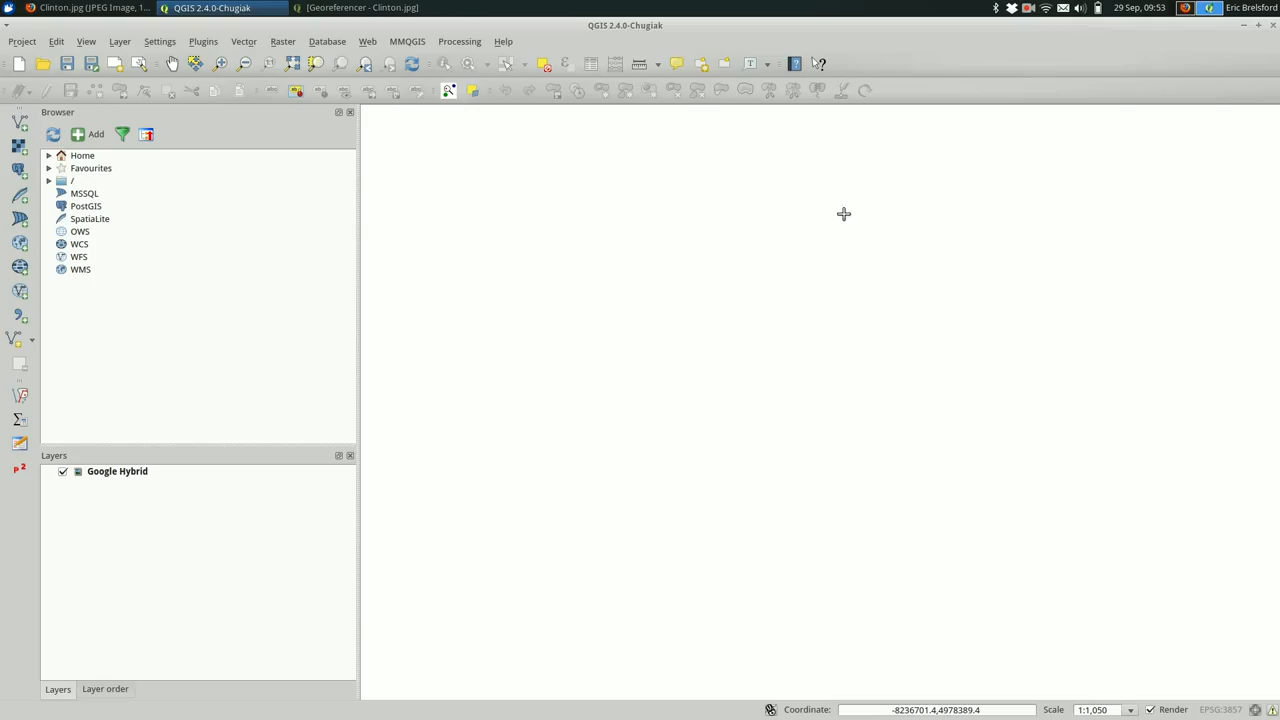 Clinton.jpg (JPEG Image, 1... QGIS 2.4.0-Chugiak [Georeferencer - Clinton.jpg] 29 Sep, 09:53 Eric Brelsford
QGIS 2.4.0-Chugiak
Project Edit View Layer Settings Plugins Vector Raster Database Web MMQGIS Processing Help
Browser
Add
Home
Favourites
/
MSSQL
PostGIS
SpatiaLite
OWS
WCS
WFS
WMS
Layers
Google Hybrid
Layers Layer order
Coordinate: -8236701.4,4978389.4 Scale 1:1,050 Render EPSG:3857